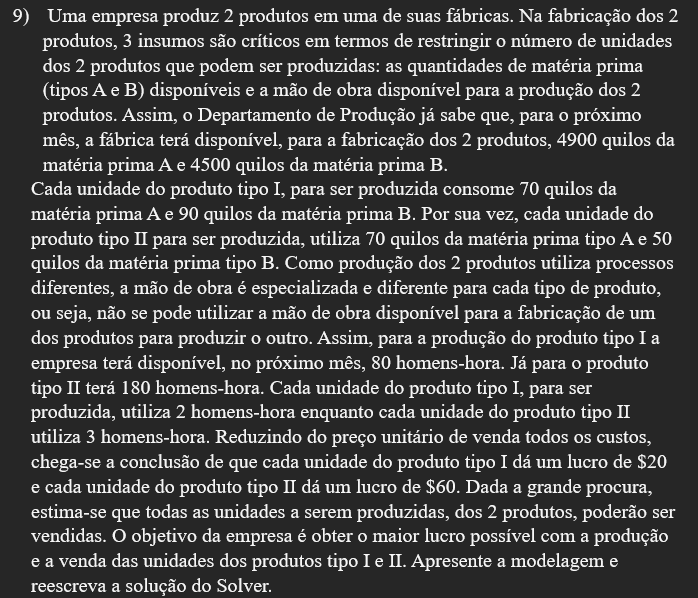 9) Uma empresa produz 2 produtos em uma de suas fábricas. Na fabricação dos 2
produtos, 3 insumos são críticos em termos de restringir o número de unidades
dos 2 produtos que podem ser produzidas: as quantidades de matéria prima
(tipos A e B) disponíveis e a mão de obra disponível para a produção dos 2
produtos. Assim, o Departamento de Produção já sabe que, para o próximo
mês, a fábrica terá disponível, para a fabricação dos 2 produtos, 4900 quilos da
matéria prima A e 4500 quilos da matéria prima B.
Cada unidade do produto tipo I, para ser produzida consome 70 quilos da
matéria prima A e 90 quilos da matéria prima B. Por sua vez, cada unidade do
produto tipo II para ser produzida, utiliza 70 quilos da matéria prima tipo A e 50
quilos da matéria prima tipo B. Como produção dos 2 produtos utiliza processos
diferentes, a mão de obra é especializada e diferente para cada tipo de produto,
ou seja, não se pode utilizar a mão de obra disponível para a fabricação de um
dos produtos para produzir o outro. Assim, para a produção do produto tipo I a
empresa terá disponível, no próximo mês, 80 homens-hora. Já para o produto
tipo II terá 180 homens-hora. Cada unidade do produto tipo I, para ser
produzida, utiliza 2 homens-hora enquanto cada unidade do produto tipo II
utiliza 3 homens-hora. Reduzindo do preço unitário de venda todos os custos,
chega-se a conclusão de que cada unidade do produto tipo I dá um lucro de $20
e cada unidade do produto tipo II dá um lucro de $60. Dada a grande procura,
estima-se que todas as unidades a serem produzidas, dos 2 produtos, poderão ser
vendidas. O objetivo da empresa é obter o maior lucro possível com a produção
e a venda das unidades dos produtos tipo I e II. Apresente a modelagem e
reescreva a solução do Solver.